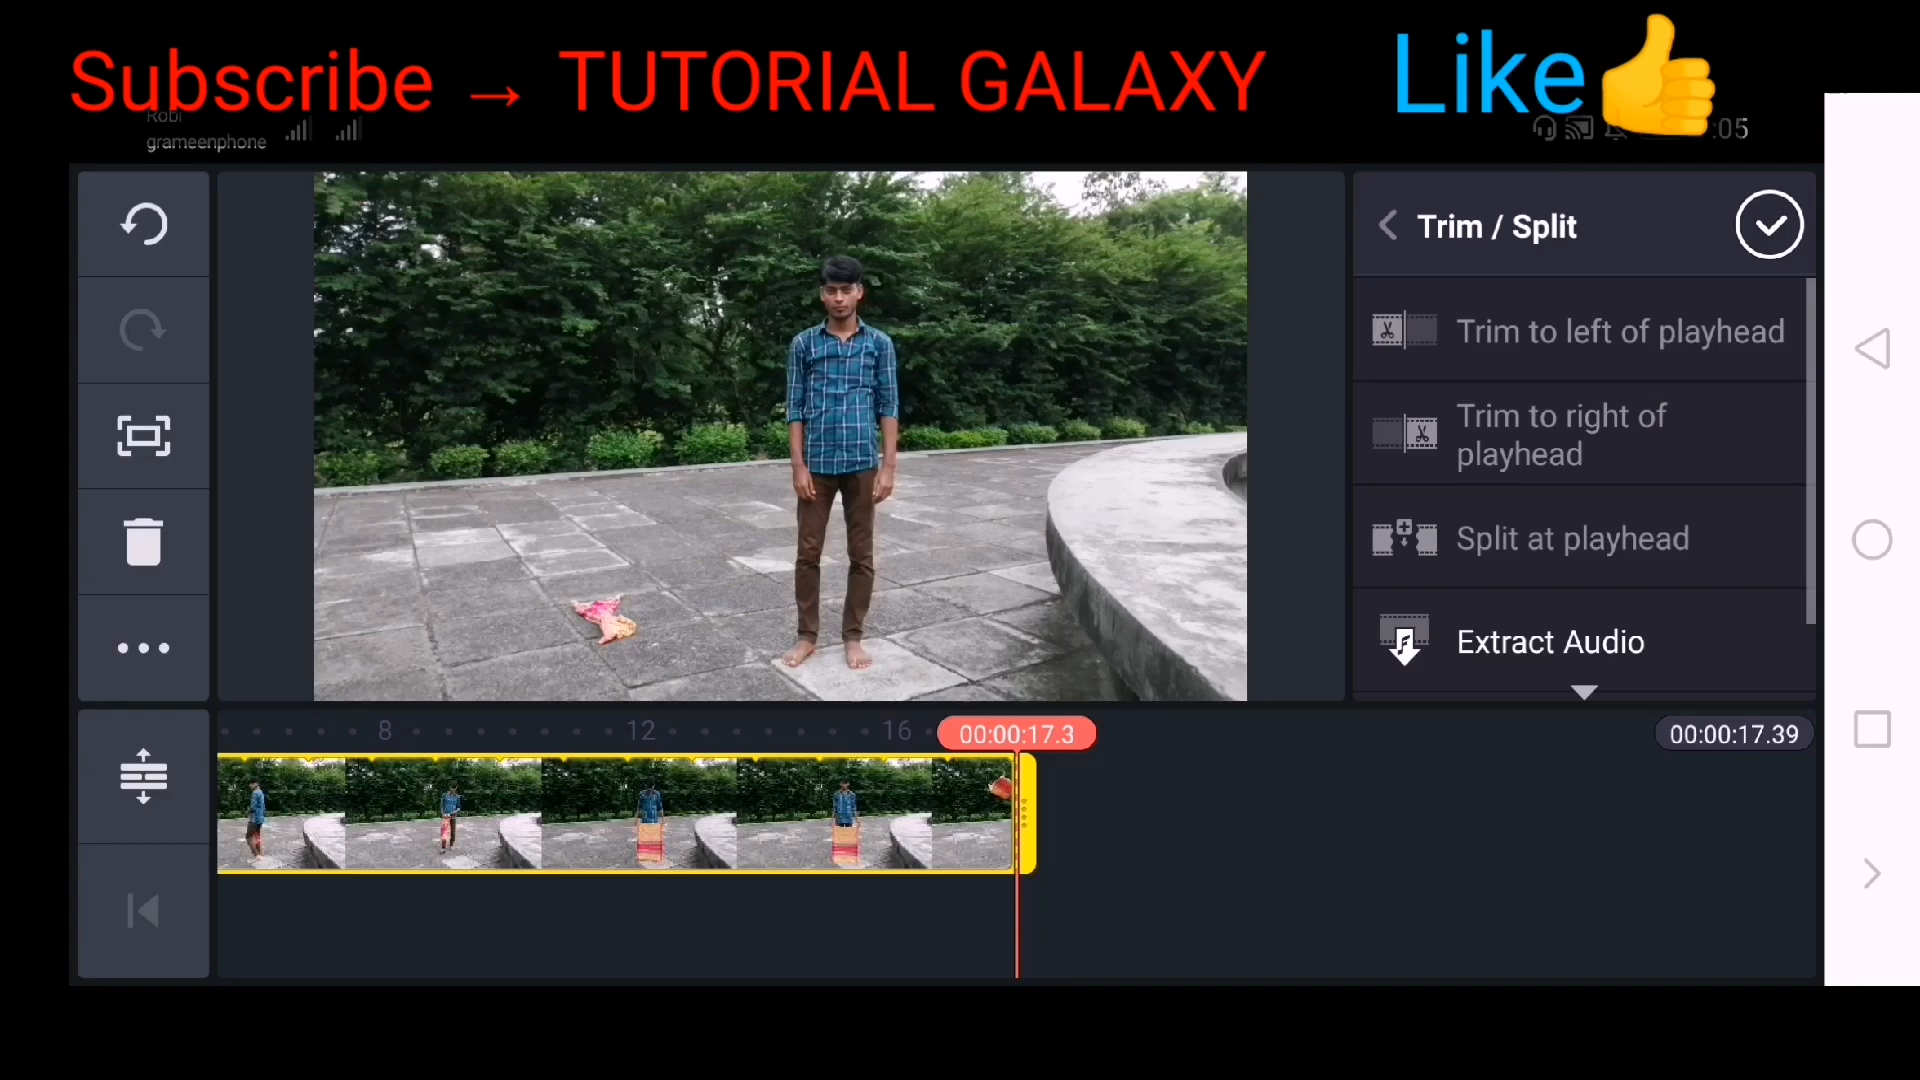 Subscribe → TUTORIAL GALAXY Like👍
Robi
grameenphone
:05
Trim / Split
Trim to left of playhead
Trim to right of
playhead
Split at playhead
Extract Audio
8 12 16 00:00:17.3 00:00:17.39